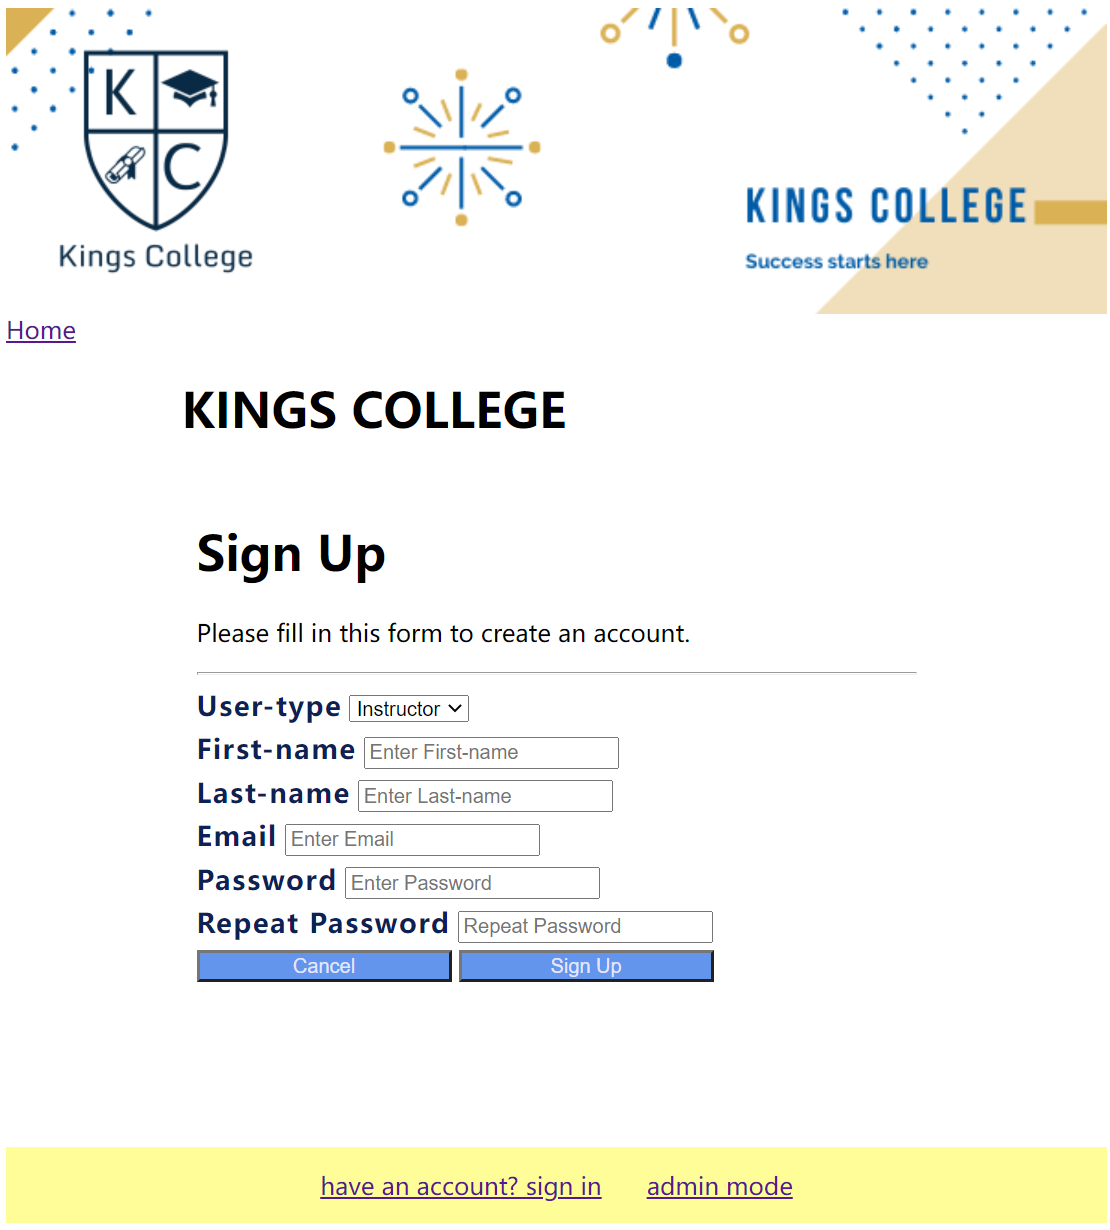 K
C
Kings College
KINGS COLLEGE
Success starts here
Home
KINGS COLLEGE
Sign Up
Please fill in this form to create an account.
User-type Instructor
First-name Enter First-name
Last-name Enter Last-name
Email Enter Email
Password Enter Password
Repeat Password Repeat Password
Cancel Sign Up
have an account? sign in admin mode